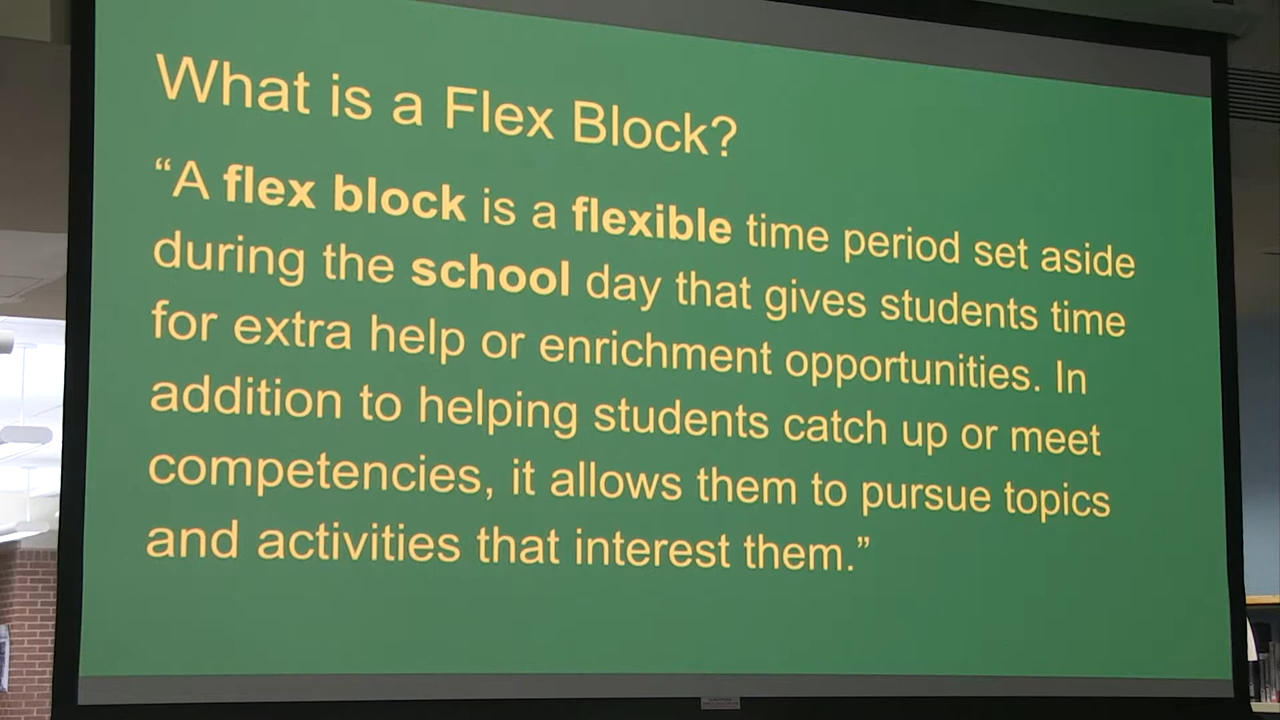 What is a Flex Block?
“A flex block is a flexible time period set aside
during the school day that gives students time
for extra help or enrichment opportunities. In
addition to helping students catch up or meet
competencies, it allows them to pursue topics
and activities that interest them.”